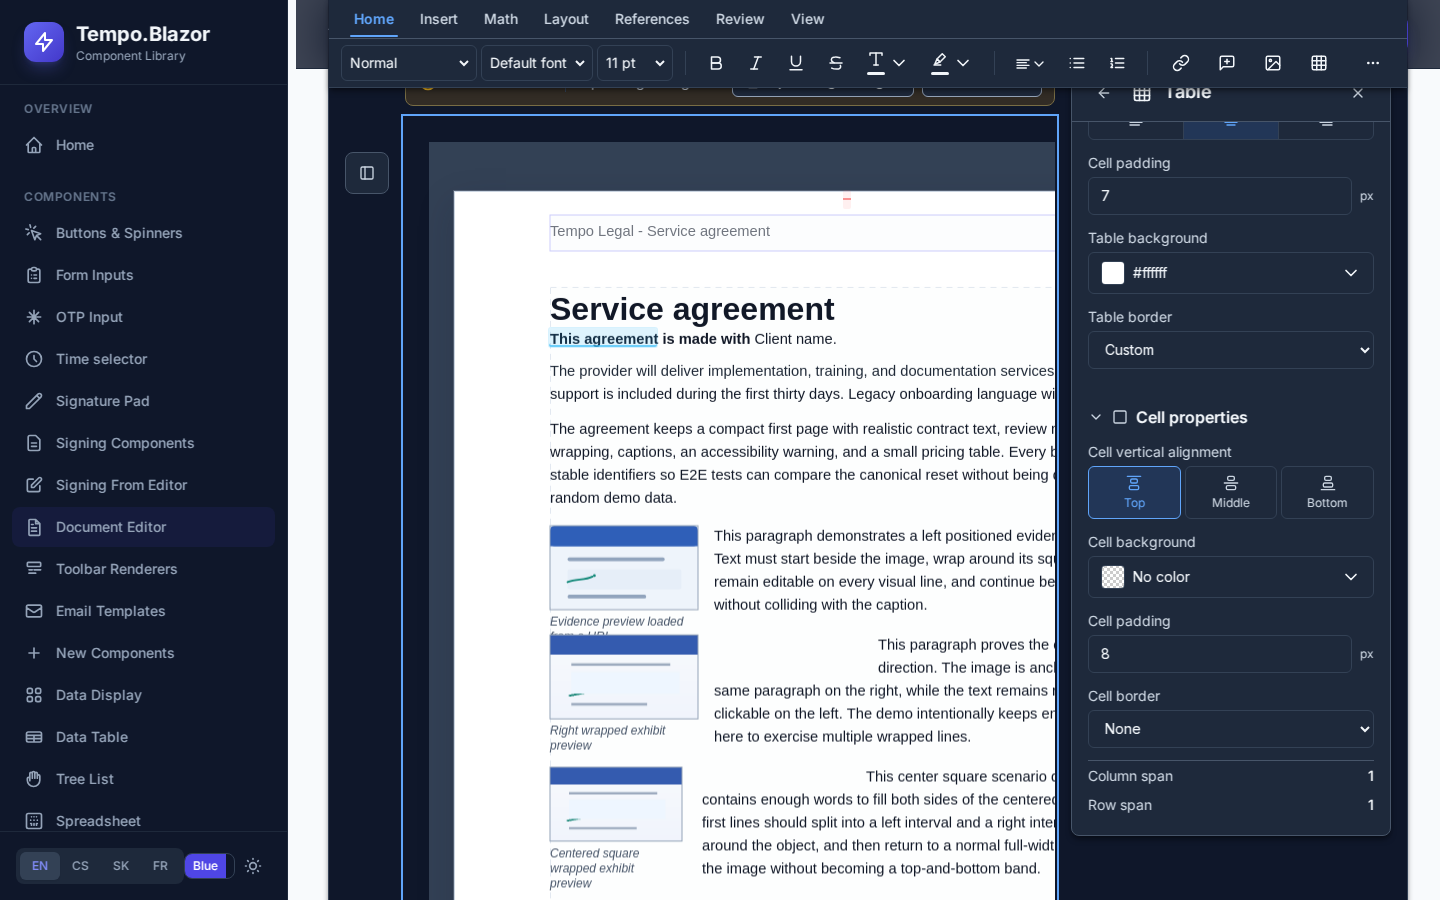 Tempo.Blazor
Component Library
OVERVIEW
Home
COMPONENTS
Buttons & Spinners
Form Inputs
OTP Input
Time selector
Signature Pad
Signing Components
Signing From Editor
Document Editor
Toolbar Renderers
Email Templates
New Components
Data Display
Data Table
Tree List
Spreadsheet
EN CS SK FR Blue
Home Insert Math Layout References Review View
Normal Default font 11 pt
Tempo Legal - Service agreement
Service agreement
This agreement is made with Client name.
The provider will deliver implementation, training, and documentation services
support is included during the first thirty days. Legacy onboarding language
The agreement keeps a compact first page with realistic contract text, review
wrapping, captions, an accessibility warning, and a small pricing table. Every
stable identifiers so E2E tests can compare the canonical reset without being
random demo data.
This paragraph demonstrates a left positioned
Text must start beside the image, wrap around its
remain editable on every visual line, and continue
without colliding with the caption.
Evidence preview loaded
This paragraph proves the
direction. The image is
same paragraph on the right, while the text remains
clickable on the left. The demo intentionally keeps
here to exercise multiple wrapped lines.
Right wrapped exhibit
preview
This center square scenario
contains enough words to fill both sides of the centered
first lines should split into a left interval and a right
around the object, and then return to a normal
the image without becoming a top-and-bottom band.
Centered square
wrapped exhibit
preview
Table
Cell padding
7 px
Table background
#ffffff
Table border
Custom
Cell properties
Cell vertical alignment
Top Middle Bottom
Cell background
No color
Cell padding
8 px
Cell border
None
Column span 1
Row span 1